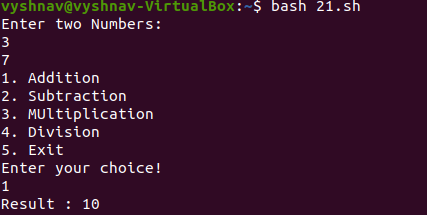 vyshnav@vyshnav-VirtualBox:~$ bash 21.sh
Enter two Numbers:
3
7
1. Addition
2. Subtraction
3. MUltiplication
4. Division
5. Exit
Enter your choice!
1
Result : 10